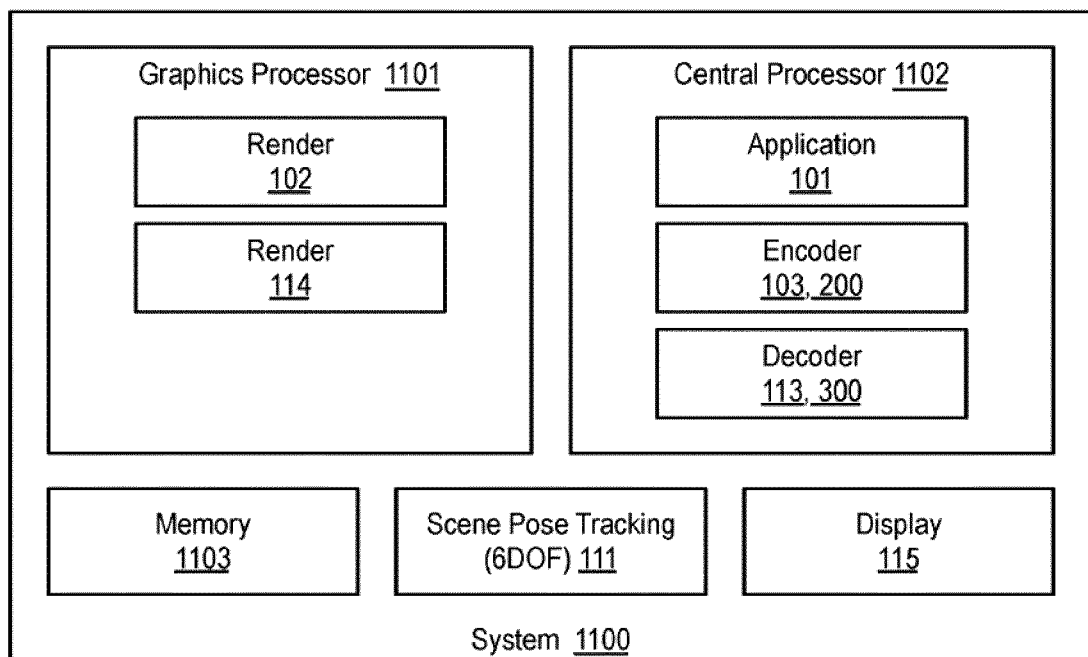 Graphics Processor 1101
Render
102
Render
114
Central Processor 1102
Application
101
Encoder
103, 200
Decoder
113, 300
Memory
1103
Scene Pose Tracking
(6DOF) 111
Display
115
System 1100